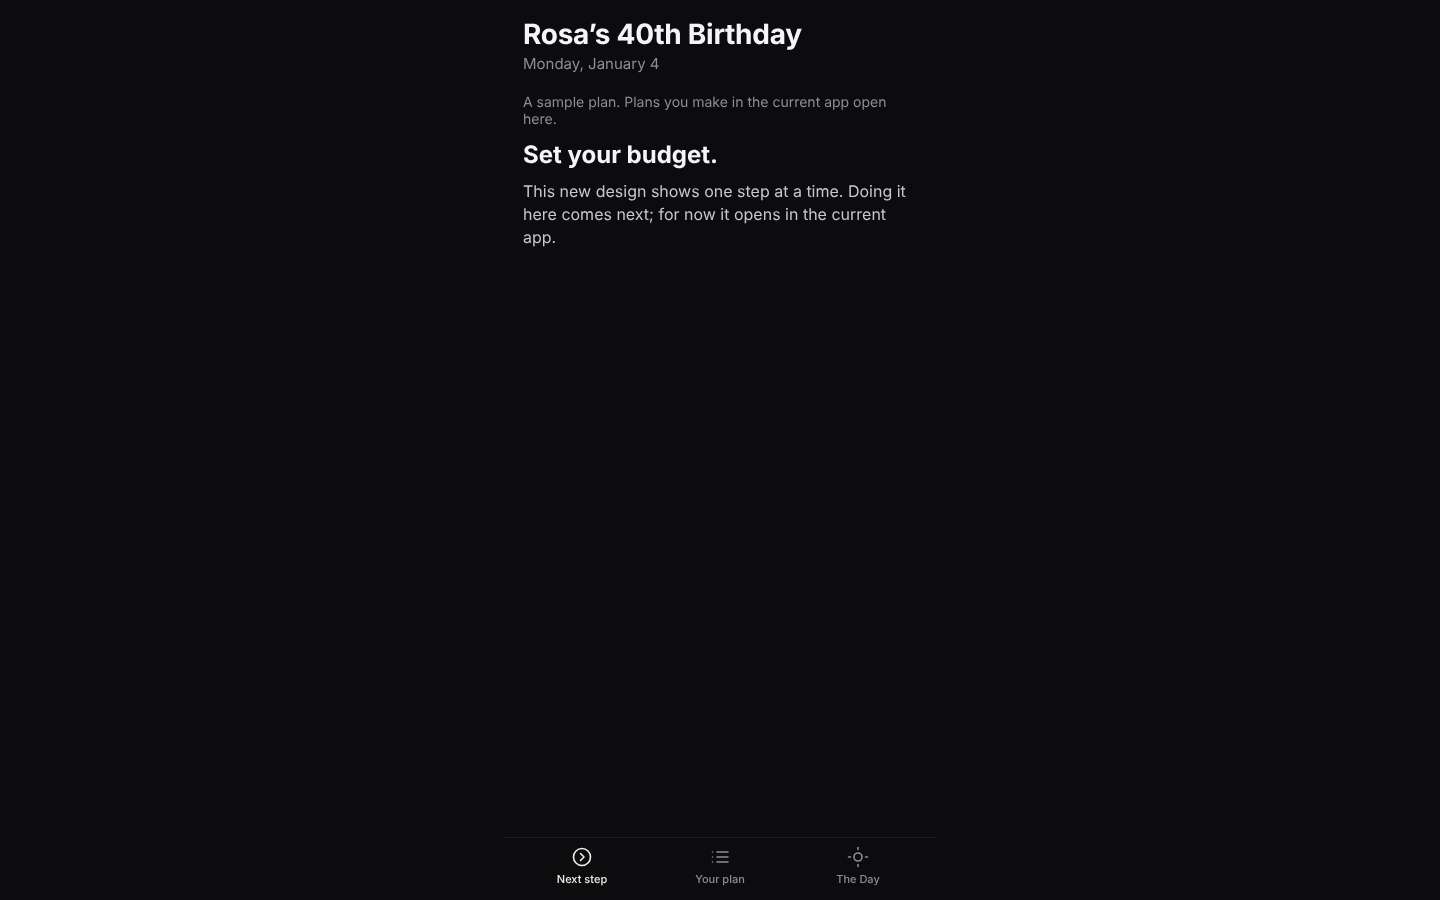 Rosa’s 40th Birthday
Monday, January 4
A sample plan. Plans you make in the current app open
here.
Set your budget.
This new design shows one step at a time. Doing it
here comes next; for now it opens in the current
app.
Next step
Your plan
The Day